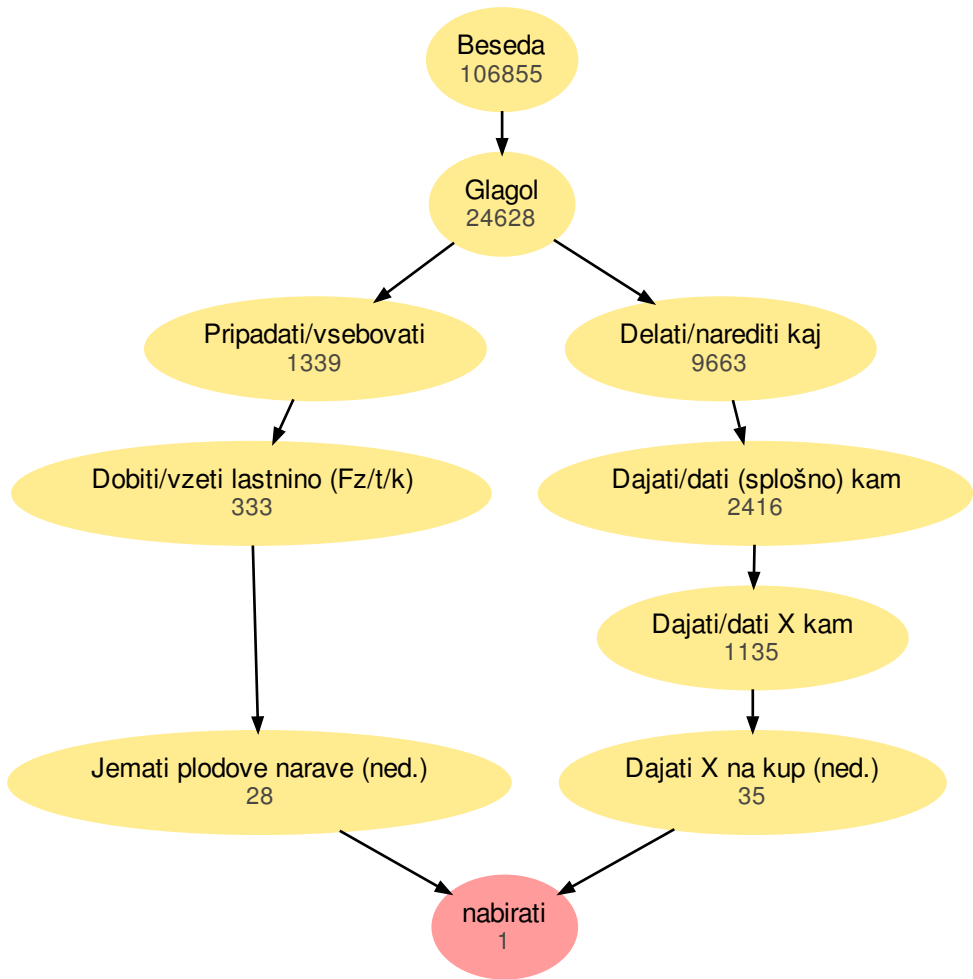 Beseda
106855
Glagol
24628
Pripadati/vsebovati
1339
Delati/narediti kaj
9663
Dobiti/vzeti lastnino (Fz/t/k)
333
Dajati/dati (splošno) kam
2416
Dajati/dati X kam
1135
Jemati plodove narave (ned.)
28
Dajati X na kup (ned.)
35
nabirati
1